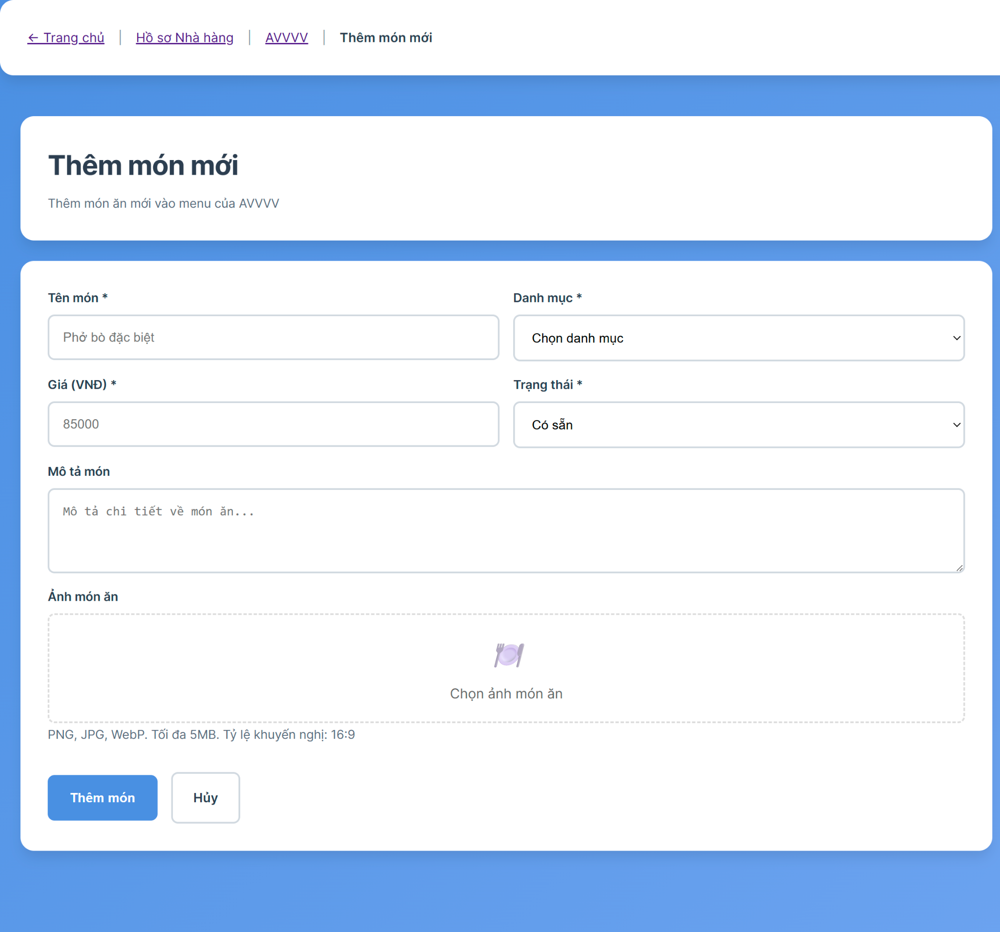 ← Trang chủ | Hồ sơ Nhà hàng | AVVVV | Thêm món mới
Thêm món mới
Thêm món ăn mới vào menu của AVVVV
Tên món *
Phở bò đặc biệt
Danh mục *
Chọn danh mục
Giá (VNĐ) *
85000
Trạng thái *
Có sẵn
Mô tả món
Mô tả chi tiết về món ăn...
Ảnh món ăn
Chọn ảnh món ăn
PNG, JPG, WebP. Tối đa 5MB. Tỷ lệ khuyến nghị: 16:9
Thêm món
Hủy